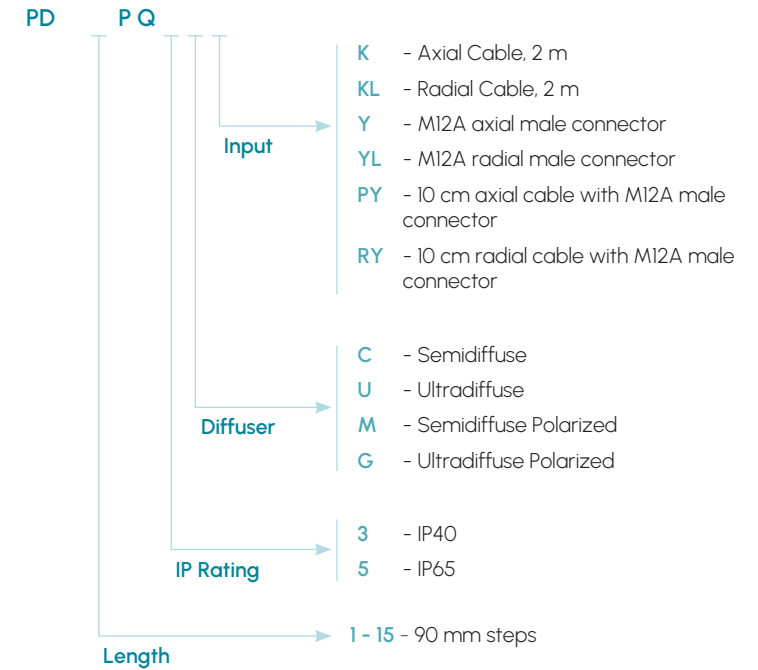 PD P Q
K - Axial Cable, 2 m
KL - Radial Cable, 2 m
Y - M12A axial male connector
Input
YL - M12A radial male connector
PY - 10 cm axial cable with M12A male
connector
RY - 10 cm radial cable with M12A male
connector
C - Semidiffuse
U - Ultradiffuse
Diffuser
M - Semidiffuse Polarized
G - Ultradiffuse Polarized
3 - IP40
IP Rating
5 - IP65
1 - 15 - 90 mm steps
Length